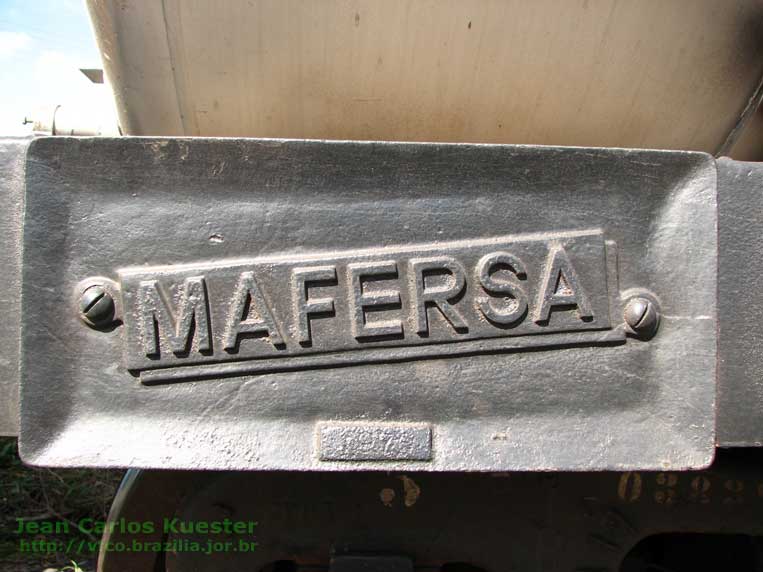 MAFERSA
Jean Carlos Kuester
http://vfco.brazilia.jor.br